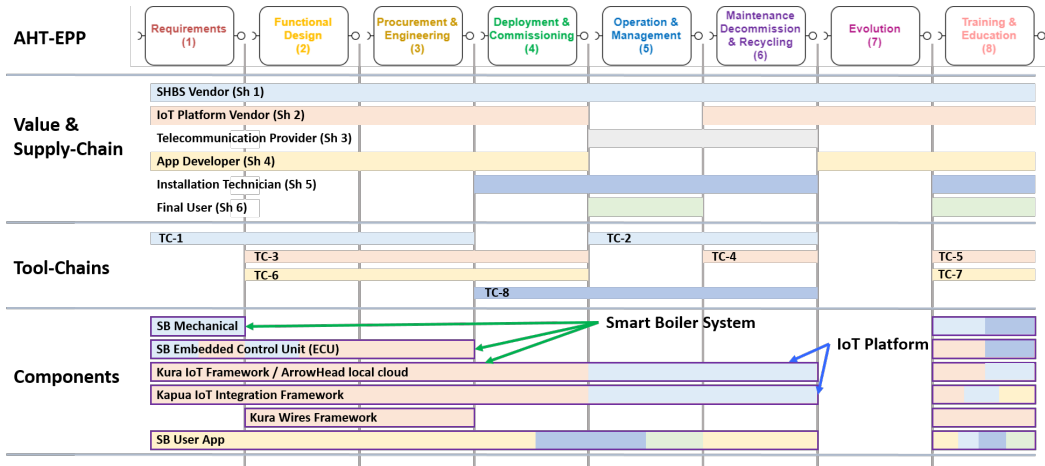 AHT-EPP
Requirements
(1)
Functional
Design
(2)
Procurement &
Engineering
(3)
Deployment &
Commissioning
(4)
Operation &
Management
(5)
Maintenance
Decommission
& Recycling
(6)
Evolution
(7)
Training &
Education
(8)
Value &
Supply-Chain
SHBS Vendor (Sh 1)
IoT Platform Vendor (Sh 2)
Telecommunication Provider (Sh 3)
App Developer (Sh 4)
Installation Technician (Sh 5)
Final User (Sh 6)
Tool-Chains
TC-1
TC-2
TC-3
TC-4
TC-5
TC-6
TC-7
TC-8
Components
SB Mechanical
Smart Boiler System
SB Embedded Control Unit (ECU)
IoT Platform
Kura IoT Framework / ArrowHead local cloud
Kapua IoT Integration Framework
Kura Wires Framework
SB User App